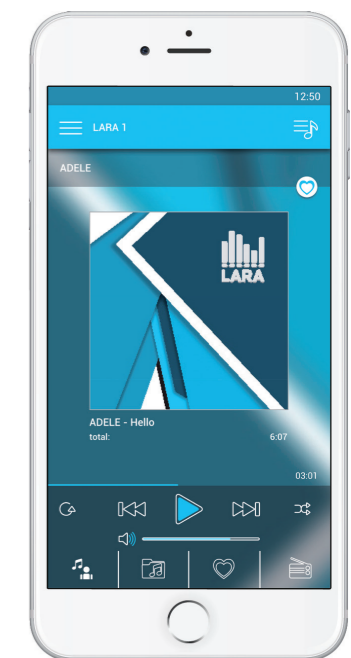 12:50
LARA 1
ADELE
LARA
ADELE - Hello
total: 6:07
03:01